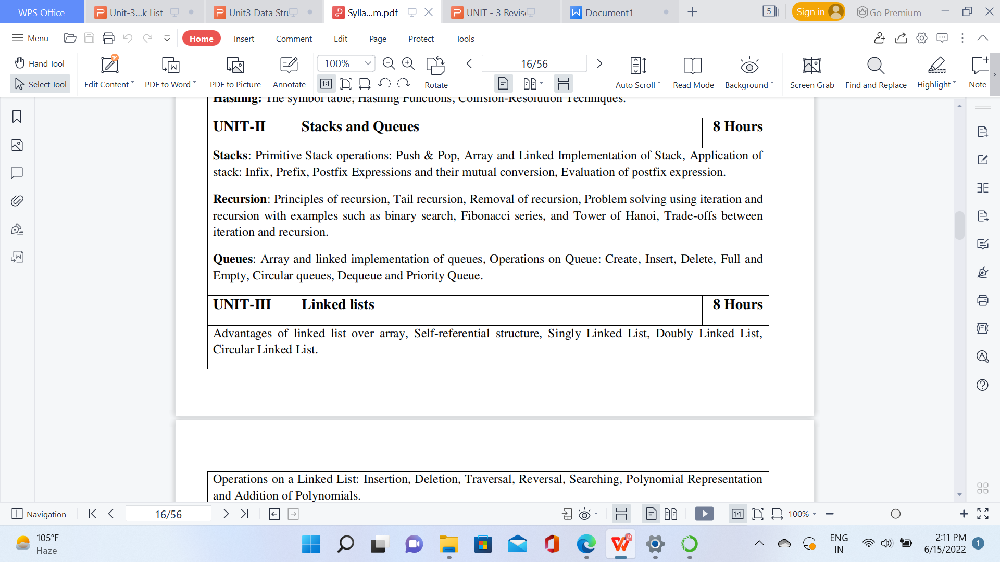 WPS Office
Unit-3...k List
Unit3 Data Stru
Sylla...m.pdf
UNIT - 3 Revise
Document1
5
Sign in
Go Premium
Menu
Home
Insert
Comment
Edit
Page
Protect
Tools
Hand Tool
Select Tool
Edit Content
PDF to Word
PDF to Picture
Annotate
100%
1:1
Rotate
16/56
Auto Scroll
Read Mode
Background
Screen Grab
Find and Replace
Highlight
Note
Hashing: The symbol table, Hashing Functions, Collision-Resolution Techniques.
UNIT-II Stacks and Queues 8 Hours
Stacks: Primitive Stack operations: Push & Pop, Array and Linked Implementation of Stack, Application of
stack: Infix, Prefix, Postfix Expressions and their mutual conversion, Evaluation of postfix expression.
Recursion: Principles of recursion, Tail recursion, Removal of recursion, Problem solving using iteration and
recursion with examples such as binary search, Fibonacci series, and Tower of Hanoi, Trade-offs between
iteration and recursion.
Queues: Array and linked implementation of queues, Operations on Queue: Create, Insert, Delete, Full and
Empty, Circular queues, Dequeue and Priority Queue.
UNIT-III Linked lists 8 Hours
Advantages of linked list over array, Self-referential structure, Singly Linked List, Doubly Linked List,
Circular Linked List.
Operations on a Linked List: Insertion, Deletion, Traversal, Reversal, Searching, Polynomial Representation
and Addition of Polynomials.
Navigation
16/56
1:1
100%
105°F
Haze
ENG
IN
2:11 PM
6/15/2022
1